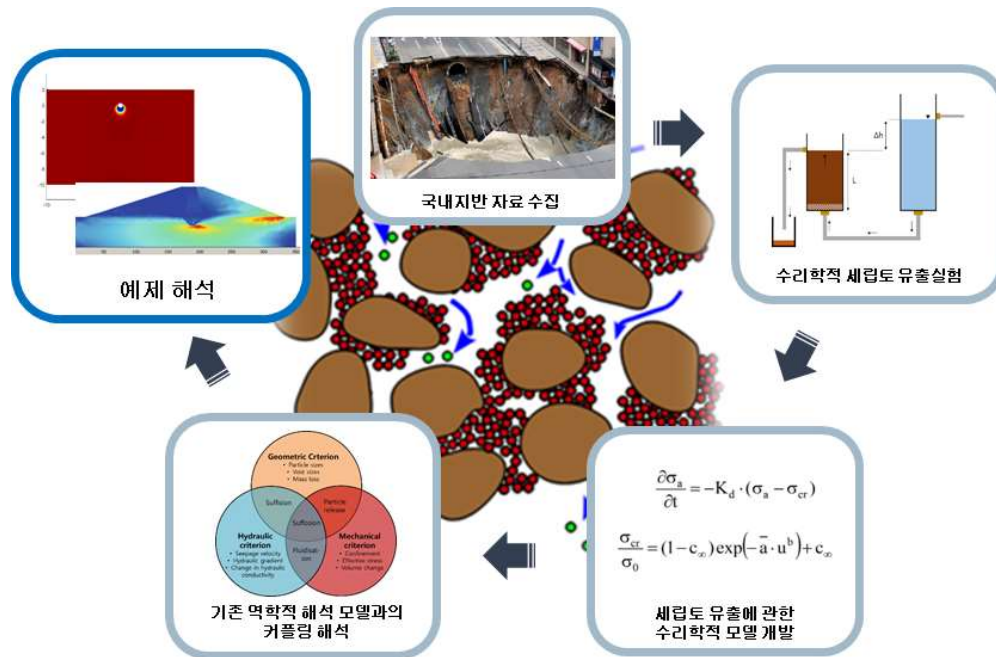 국내지반 자료 수집
Δh
L
수리학적 세립토 유출실험
∂σa/∂t = −Kd · (σa − σcr)
σcr/σ0 = (1 − c∞) exp(−a̅ · u^b) + c∞
세립토 유출에 관한
수리학적 모델 개발
Geometric Crterion
• Particle sizes
• Void sizes
• Mass loss
Suffision
Particle
release
Suffosion
Hydraulic
criterion
• Seepage velocity
• Hydraulic gradient
• Change in hydraulic
conductivity
Fluidisat-
ion
Mechanical
criterion
• Confinement
• Effective stress
• Volume change
기존 역학적 해석 모델과의
커플링 해석
예제 해석